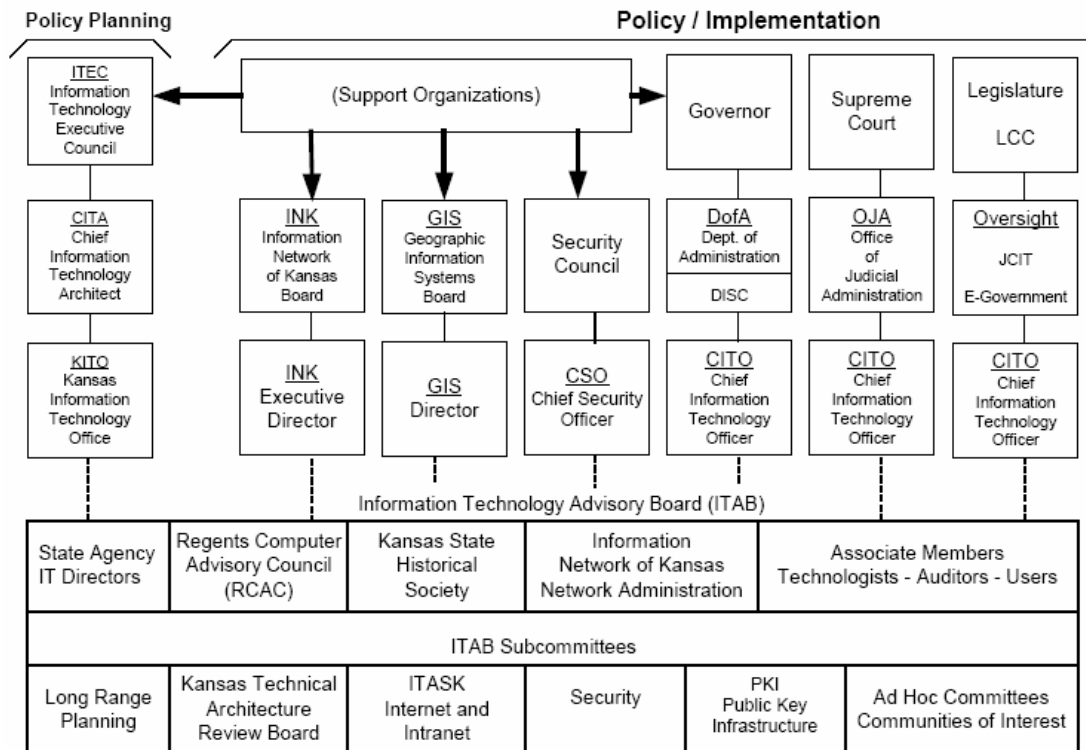 Policy Planning
Policy / Implementation
ITEC
Information
Technology
Executive
Council
(Support Organizations)
Governor
Supreme
Court
Legislature
LCC
CITA
Chief
Information
Technology
Architect
INK
Information
Network
of Kansas
Board
GIS
Geographic
Information
Systems
Board
Security
Council
DofA
Dept. of
Administration
DISC
OJA
Office
of
Judicial
Administration
Oversight
JCIT
E-Government
KITO
Kansas
Information
Technology
Office
INK
Executive
Director
GIS
Director
CSO
Chief Security
Officer
CITO
Chief
Information
Technology
Officer
CITO
Chief
Information
Technology
Officer
CITO
Chief
Information
Technology
Officer
Information Technology Advisory Board (ITAB)
State Agency
IT Directors
Regents Computer
Advisory Council
(RCAC)
Kansas State
Historical
Society
Information
Network of Kansas
Network Administration
Associate Members
Technologists - Auditors - Users
ITAB Subcommittees
Long Range
Planning
Kansas Technical
Architecture
Review Board
ITASK
Internet and
Intranet
Security
PKI
Public Key
Infrastructure
Ad Hoc Committees
Communities of Interest